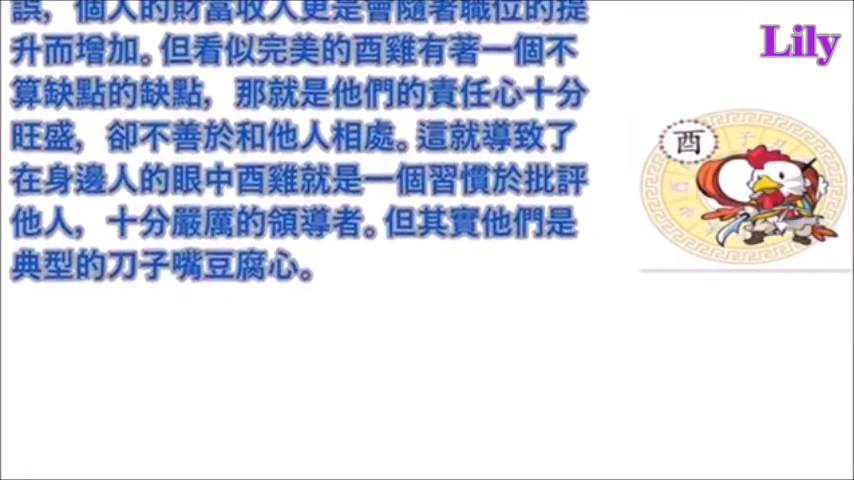 誤，個人的財富收入更是會隨著職位的提
升而增加。但看似完美的酉雞有著一個不
算缺點的缺點，那就是他們的責任心十分
旺盛，卻不善於和他人相處。這就導致了
在身邊人的眼中酉雞就是一個習慣於批評
他人，十分嚴厲的領導者。但其實他們是
典型的刀子嘴豆腐心。
Lily
酉
子